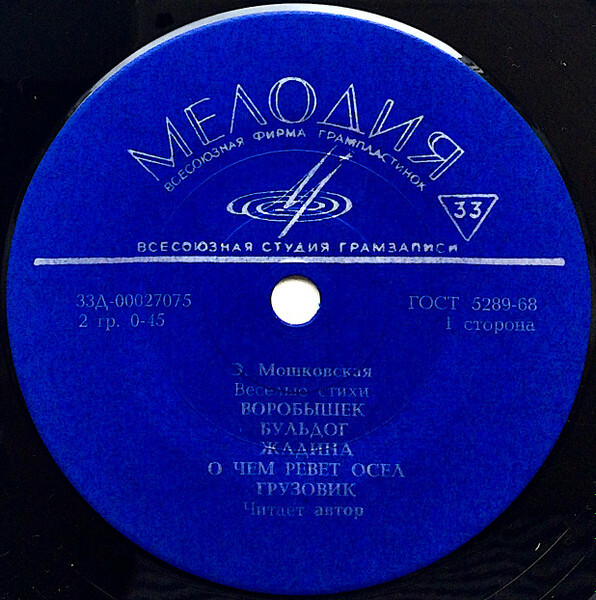 МЕЛОДИЯ
ВСЕСОЮЗНАЯ ФИРМА ГРАМПЛАСТИНОК
33
ВСЕСОЮЗНАЯ СТУДИЯ ГРАМЗАПИСИ
33Д-00027075
ГОСТ 5289-68
2 гр. 0-45
1 сторона
Э. Мошковская
Веселые стихи
ВОРОБЫШЕК
БУЛЬДОГ
ЖАДИНА
О ЧЕМ РЕВЕТ ОСЕЛ
ГРУЗОВИК
Читает автор